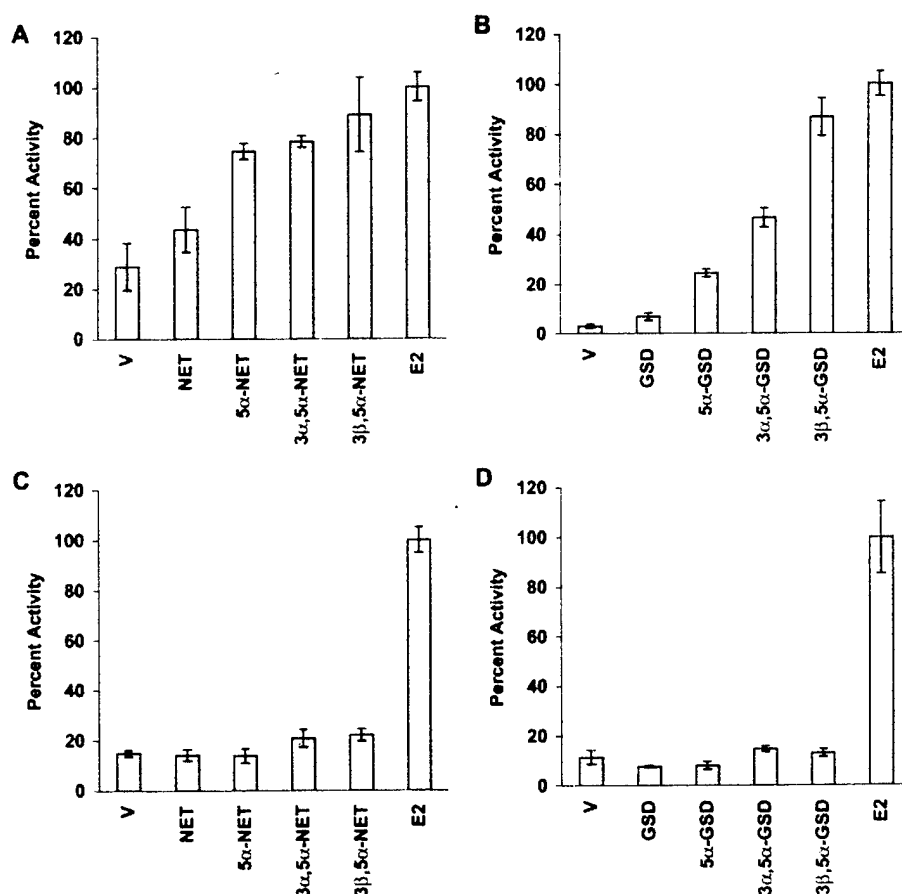 A
Percent Activity
120
100
80
60
40
20
0
V
NET
5α-NET
3α,5α-NET
3β,5α-NET
E2
B
Percent Activity
120
100
80
60
40
20
0
V
GSD
5α-GSD
3α,5α-GSD
3β,5α-GSD
E2
C
Percent Activity
120
100
80
60
40
20
0
V
NET
5α-NET
3α,5α-NET
3β,5α-NET
E2
D
Percent Activity
120
100
80
60
40
20
0
V
GSD
5α-GSD
3α,5α-GSD
3β,5α-GSD
E2